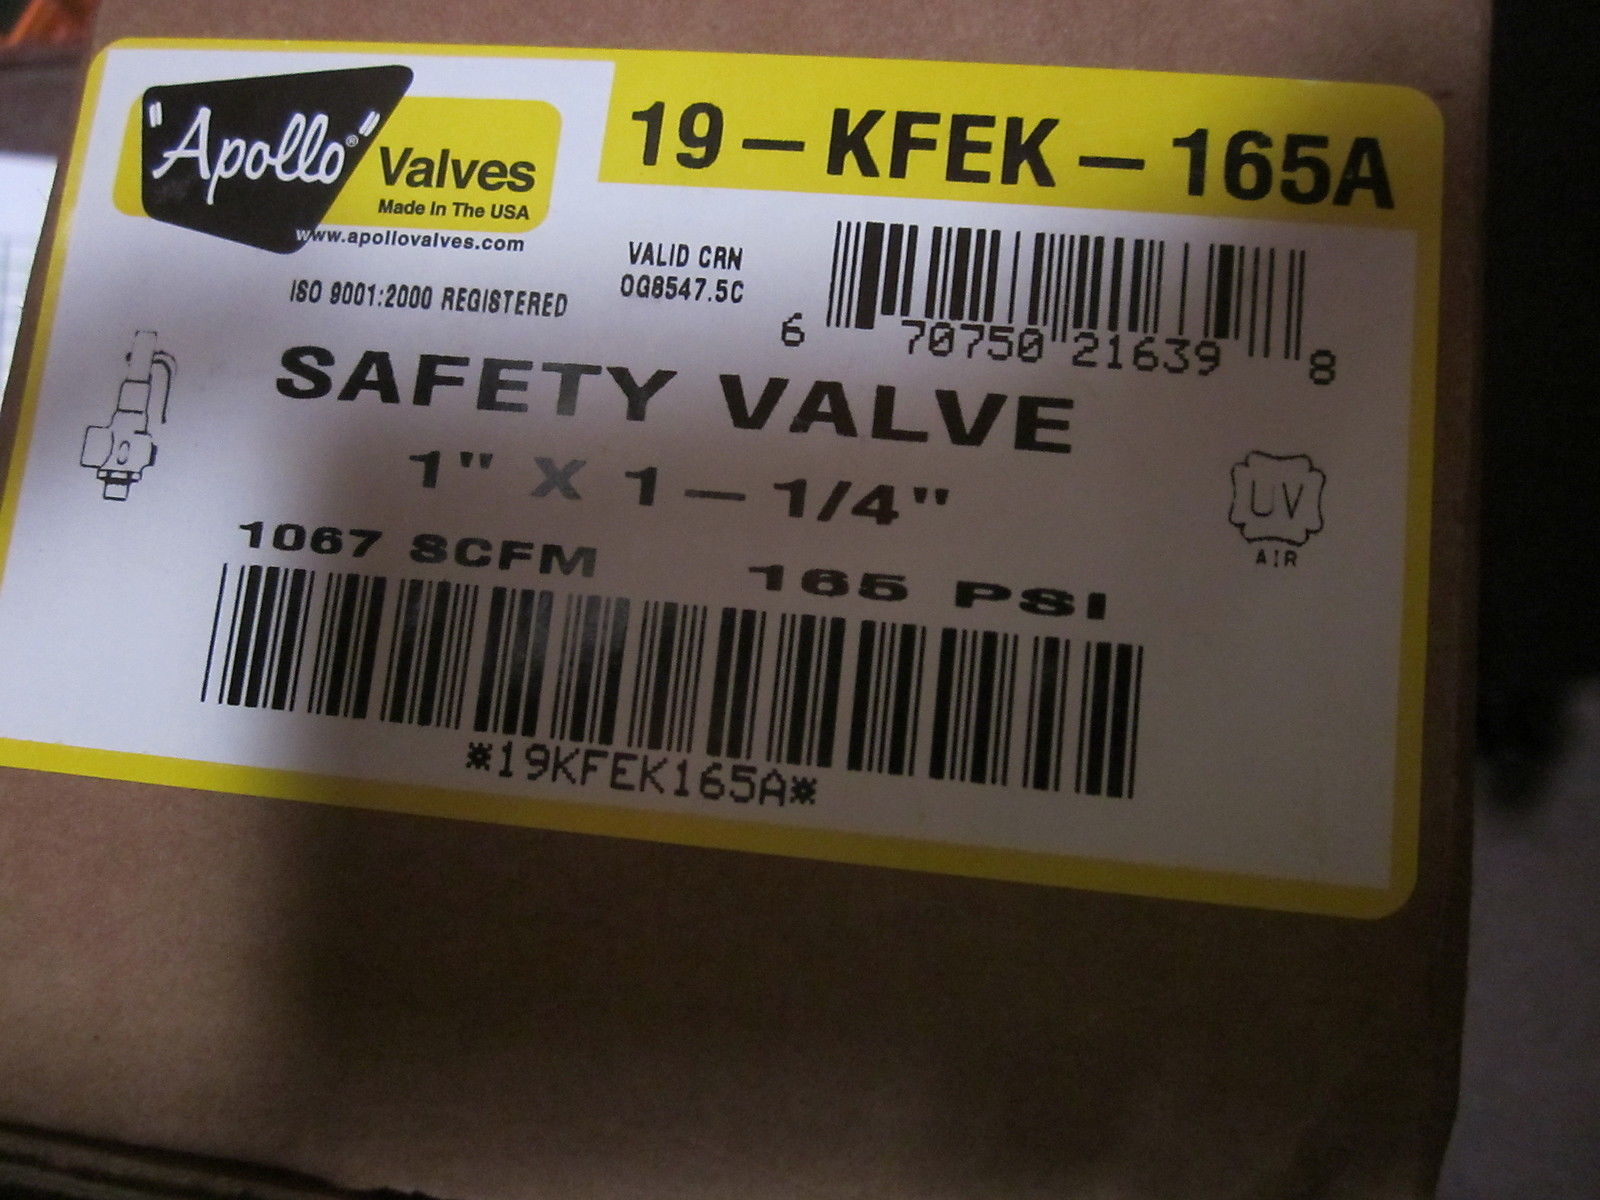 "Apollo"® Valves
Made In The USA
www.apollovalves.com
19 – KFEK – 165A
ISO 9001:2000 REGISTERED
VALID CRN
0G8547.5C
6 70750 21639 8
SAFETY VALVE
1" X 1 – 1/4"
1067 SCFM 165 PSI
UV
AIR
*19KFEK165A*